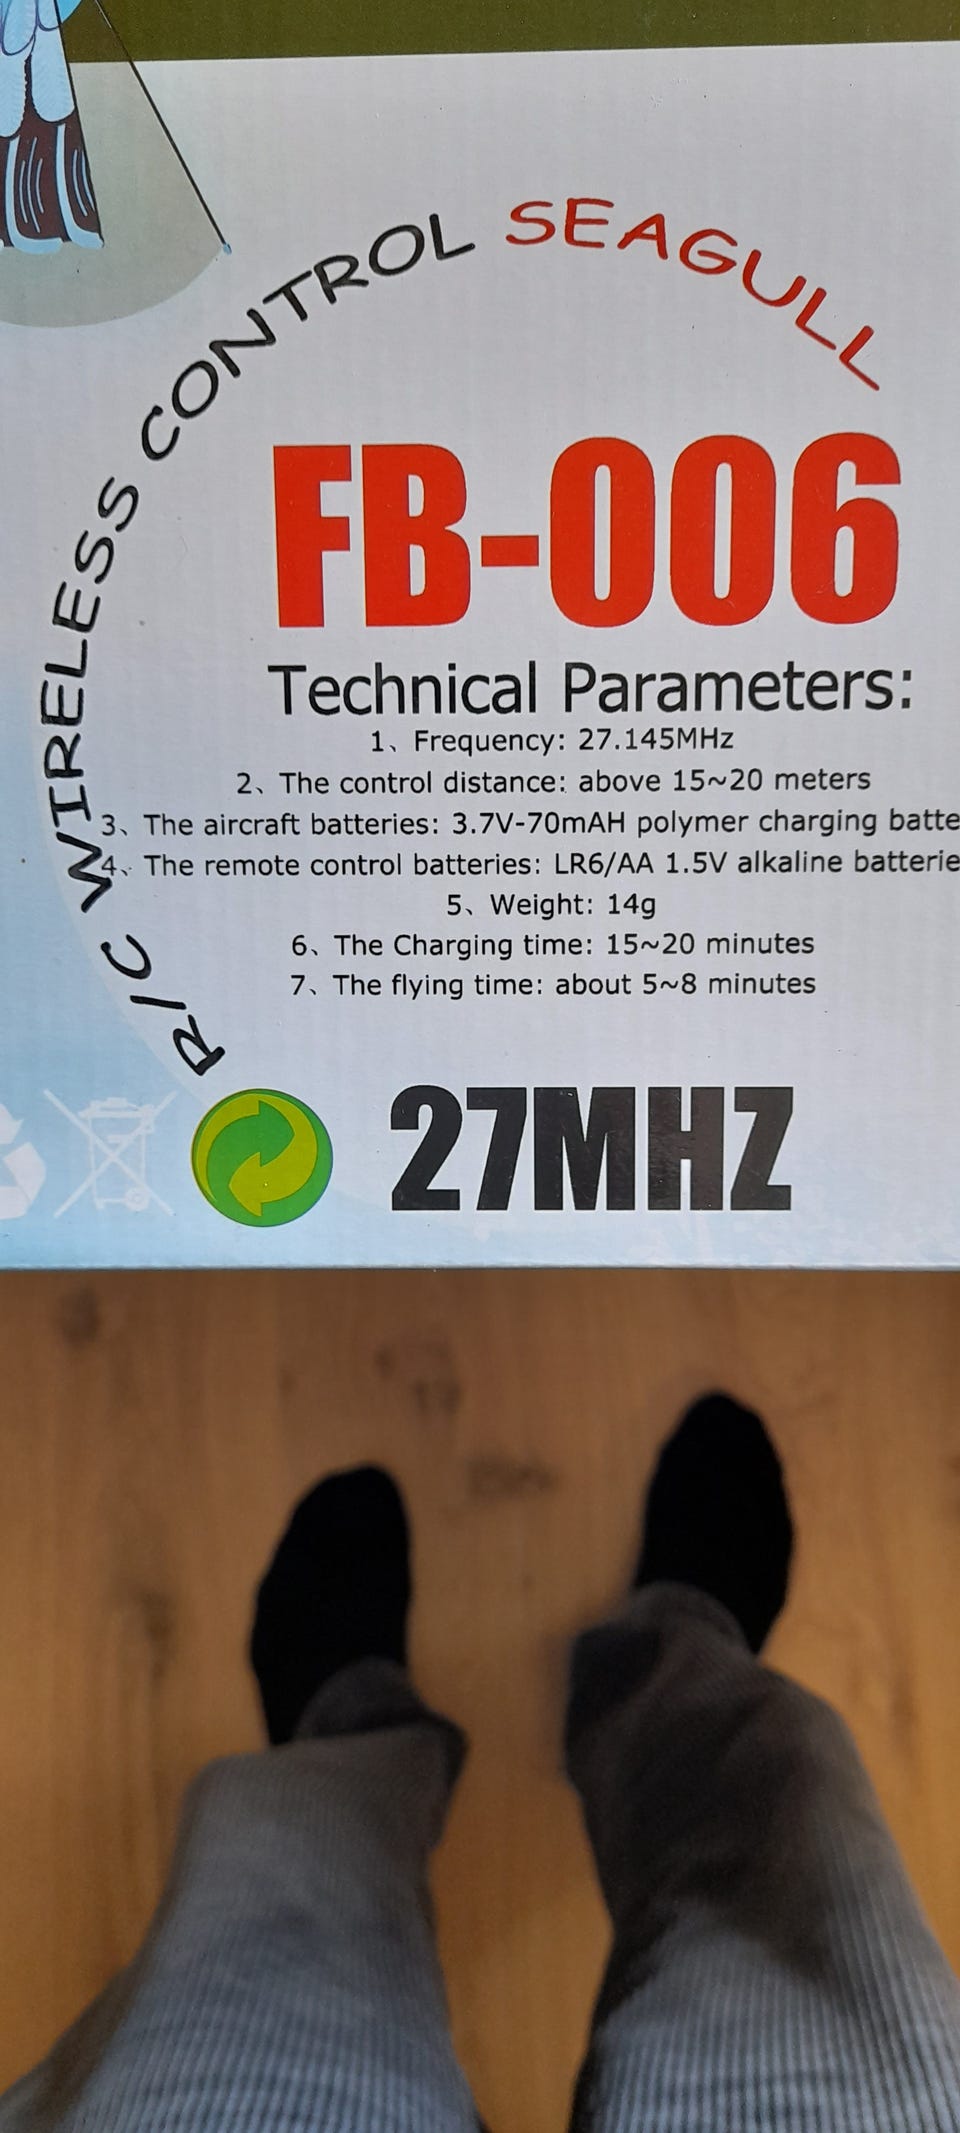 R/C WIRELESS CONTROL SEAGULL
FB-006
Technical Parameters:
1、Frequency: 27.145MHz
2、The control distance: above 15~20 meters
3、The aircraft batteries: 3.7V-70mAH polymer charging batte
4、The remote control batteries: LR6/AA 1.5V alkaline batterie
5、Weight: 14g
6、The Charging time: 15~20 minutes
7、The flying time: about 5~8 minutes
27MHZ